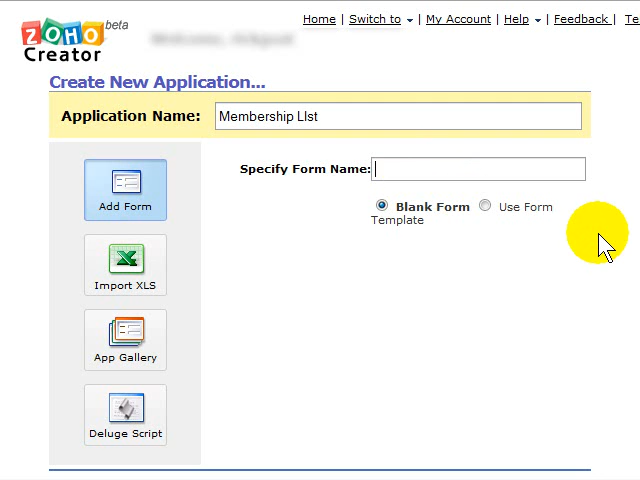 ZOHO beta
Creator
Home | Switch to | My Account | Help | Feedback |
Create New Application...
Application Name: Membership LIst
Specify Form Name:
Add Form
Blank Form Use Form
Template
Import XLS
App Gallery
Deluge Script